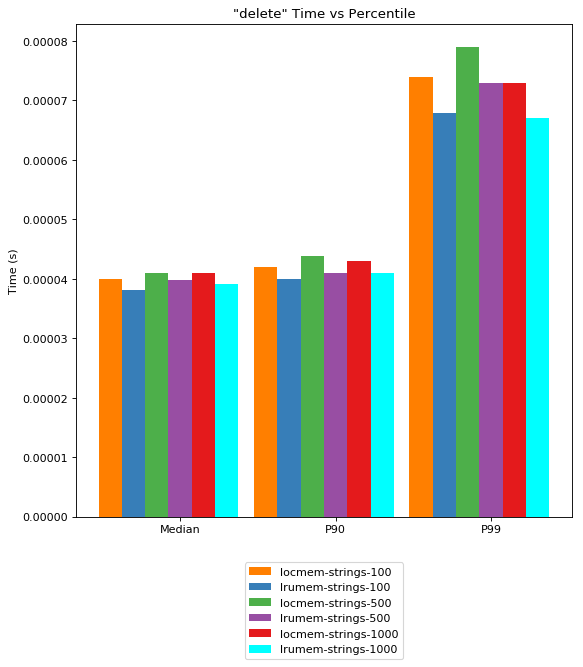 "delete" Time vs Percentile
0.00008
0.00007
0.00006
0.00005
0.00004
0.00003
0.00002
0.00001
0.00000
Time (s)
Median P90 P99
locmem-strings-100
lrumem-strings-100
locmem-strings-500
lrumem-strings-500
locmem-strings-1000
lrumem-strings-1000